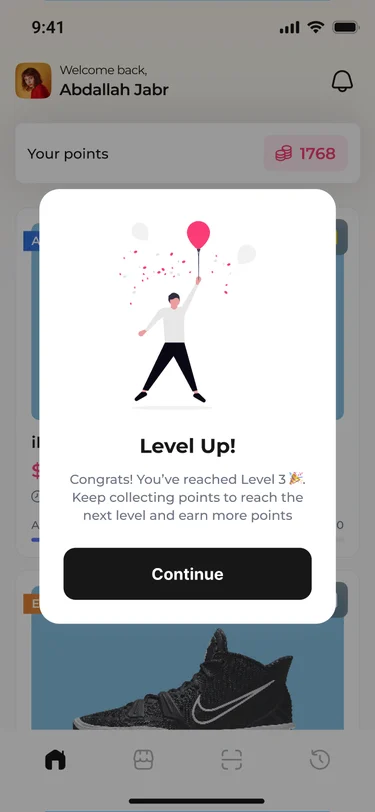 9:41
Welcome back,
Abdallah Jabr
Your points
1768
Level Up!
Congrats! You've reached Level 3 🎉.
Keep collecting points to reach the
next level and earn more points
Continue